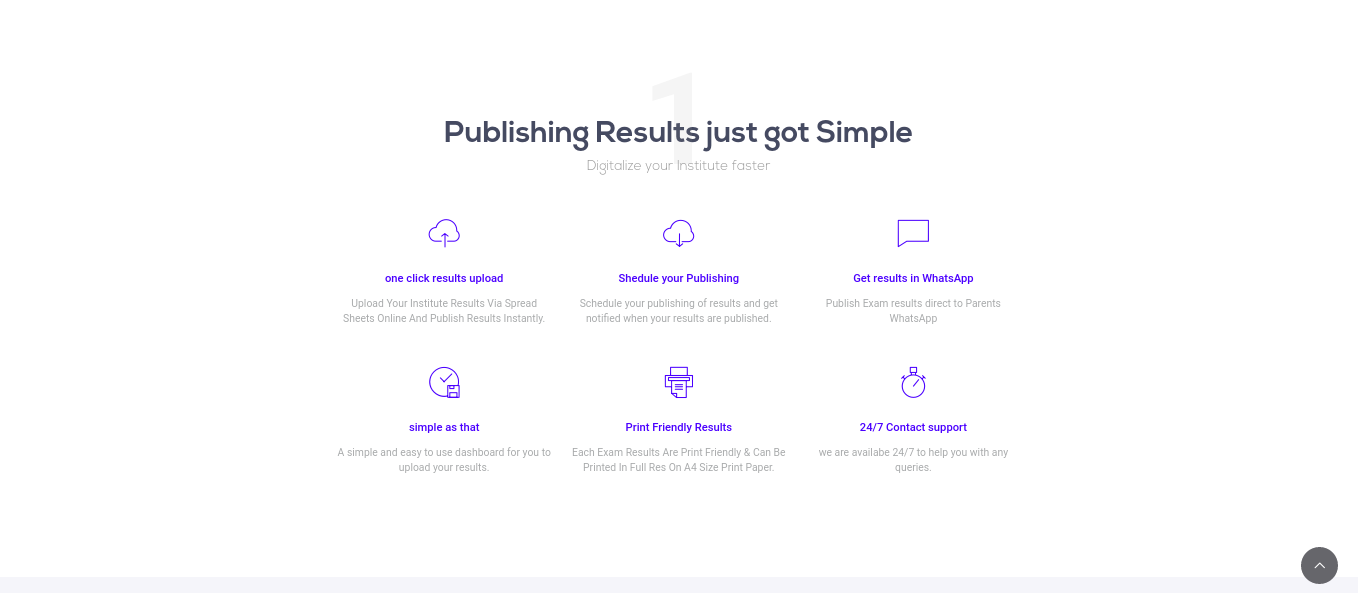 1
Publishing Results just got Simple
Digitalize your Institute faster
one click results upload
Upload Your Institute Results Via Spread
Sheets Online And Publish Results Instantly.
Shedule your Publishing
Schedule your publishing of results and get
notified when your results are published.
Get results in WhatsApp
Publish Exam results direct to Parents
WhatsApp
simple as that
A simple and easy to use dashboard for you to
upload your results.
Print Friendly Results
Each Exam Results Are Print Friendly & Can Be
Printed In Full Res On A4 Size Print Paper.
24/7 Contact support
we are availabe 24/7 to help you with any
queries.